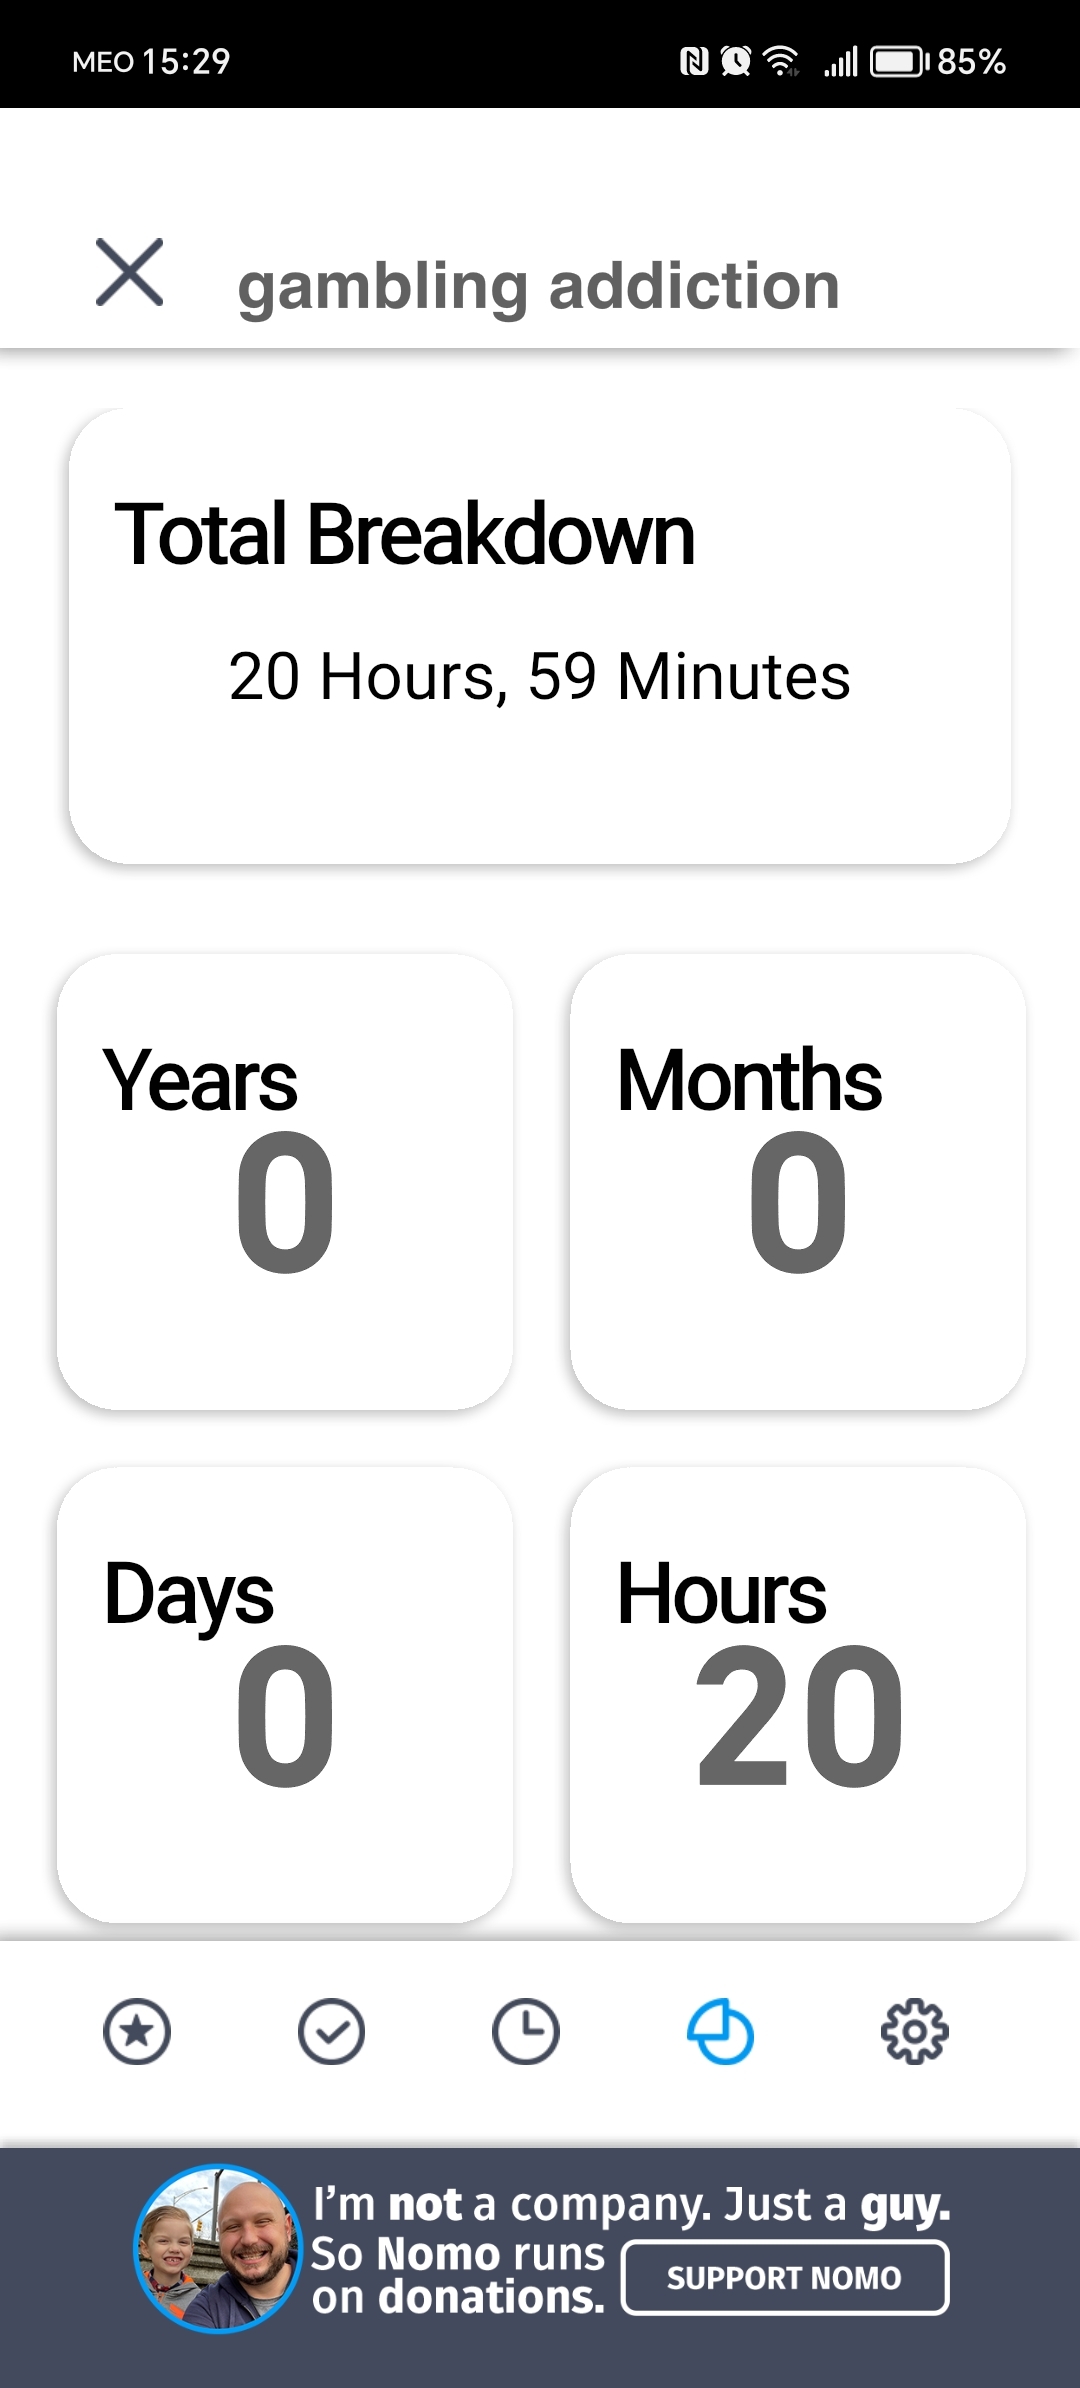 MEO 15:29
85%
gambling addiction
Total Breakdown
20 Hours, 59 Minutes
Years
0
Months
0
Days
0
Hours
20
I'm not a company. Just a guy.
So Nomo runs
on donations.
SUPPORT NOMO